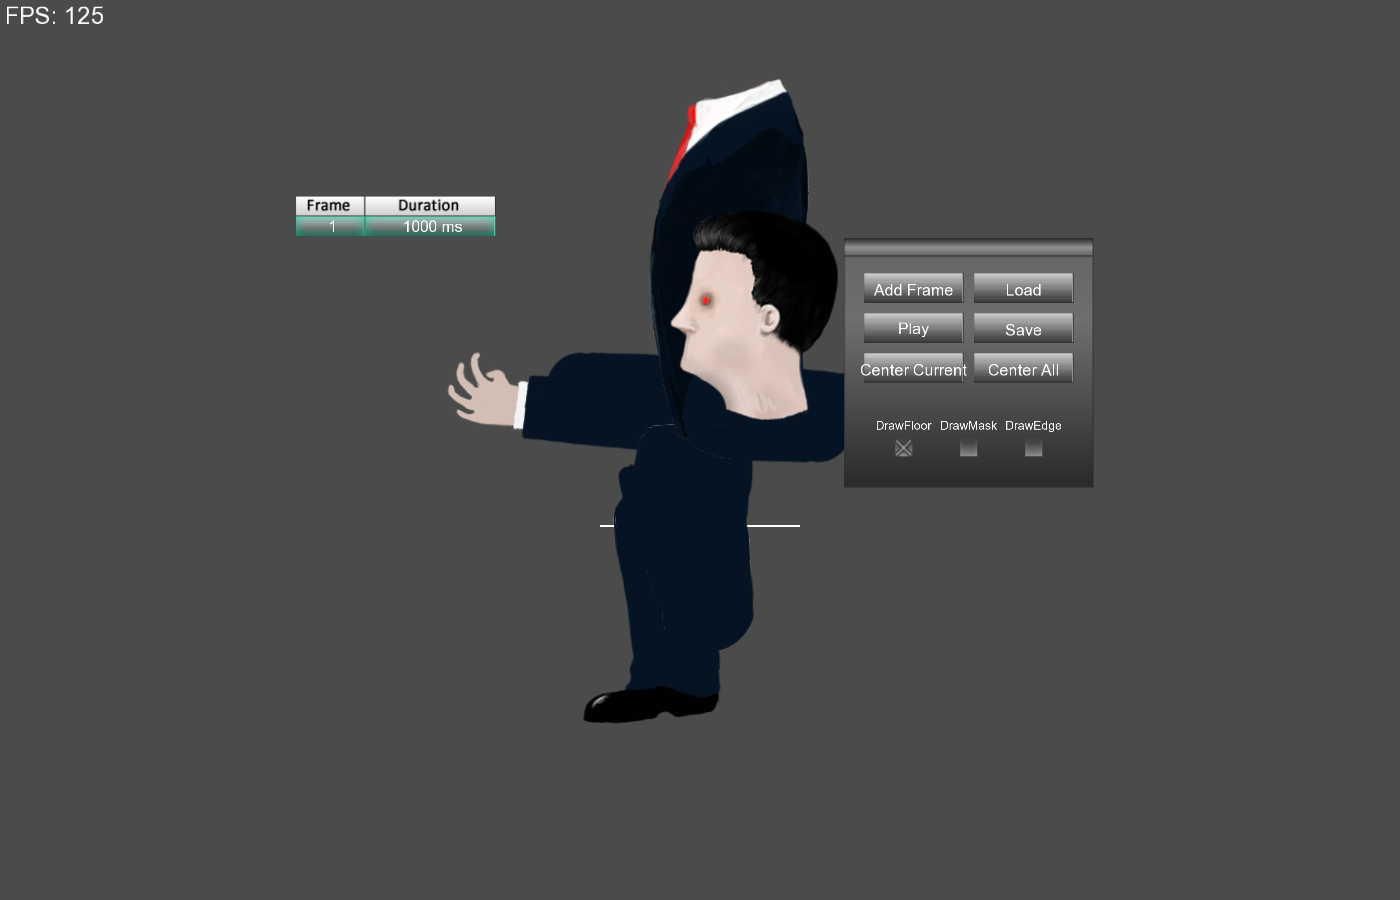 FPS: 125
Frame Duration
1 1000 ms
Add Frame Load
Play Save
Center Current Center All
DrawFloor DrawMask DrawEdge